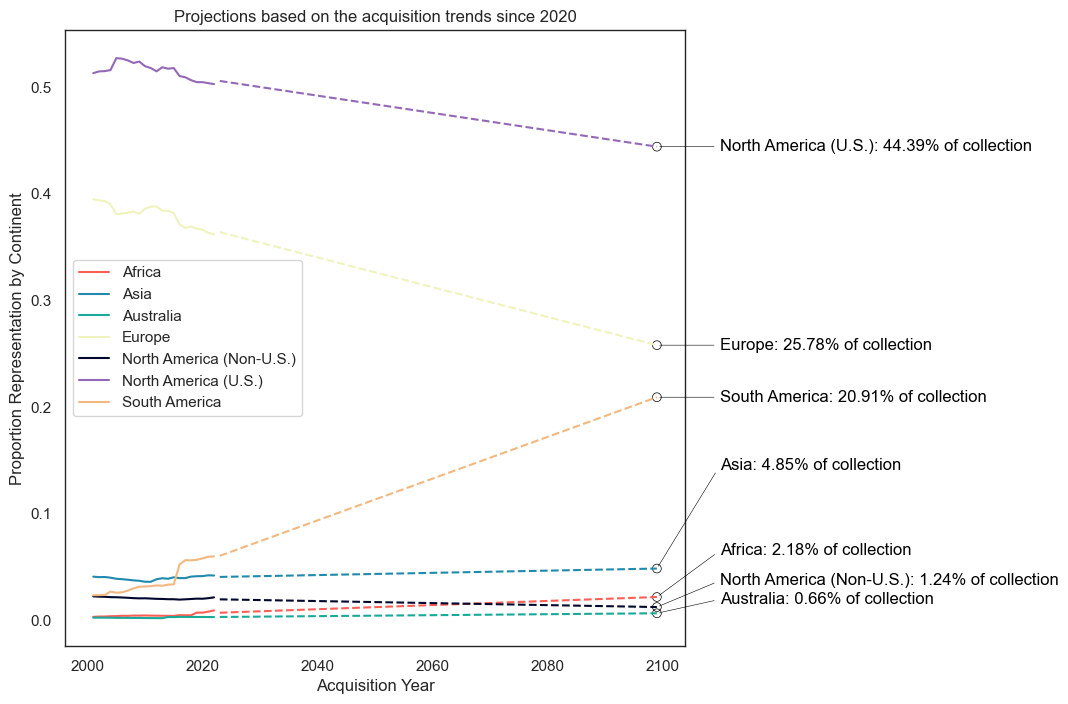 Projections based on the acquisition trends since 2020
Proportion Representation by Continent
0.5
0.4
0.3
0.2
0.1
0.0
Africa
Asia
Australia
Europe
North America (Non-U.S.)
North America (U.S.)
South America
North America (U.S.): 44.39% of collection
Europe: 25.78% of collection
South America: 20.91% of collection
Asia: 4.85% of collection
Africa: 2.18% of collection
North America (Non-U.S.): 1.24% of collection
Australia: 0.66% of collection
2000 2020 2040 2060 2080 2100
Acquisition Year